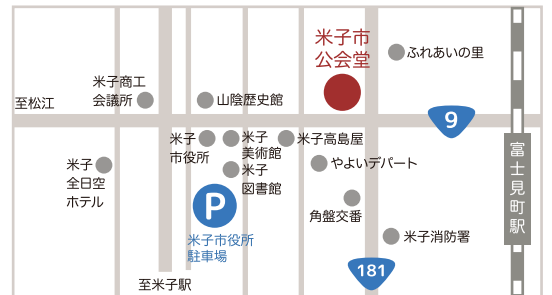 米子市
公会堂
ふれあいの里
米子商工
会議所
山陰歴史館
至松江
9
米子
市役所
米子
美術館
米子高島屋
米子
図書館
やよいデパート
米子
全日空
ホテル
富士見町駅
P
角盤交番
米子市役所
駐車場
米子消防署
181
至米子駅